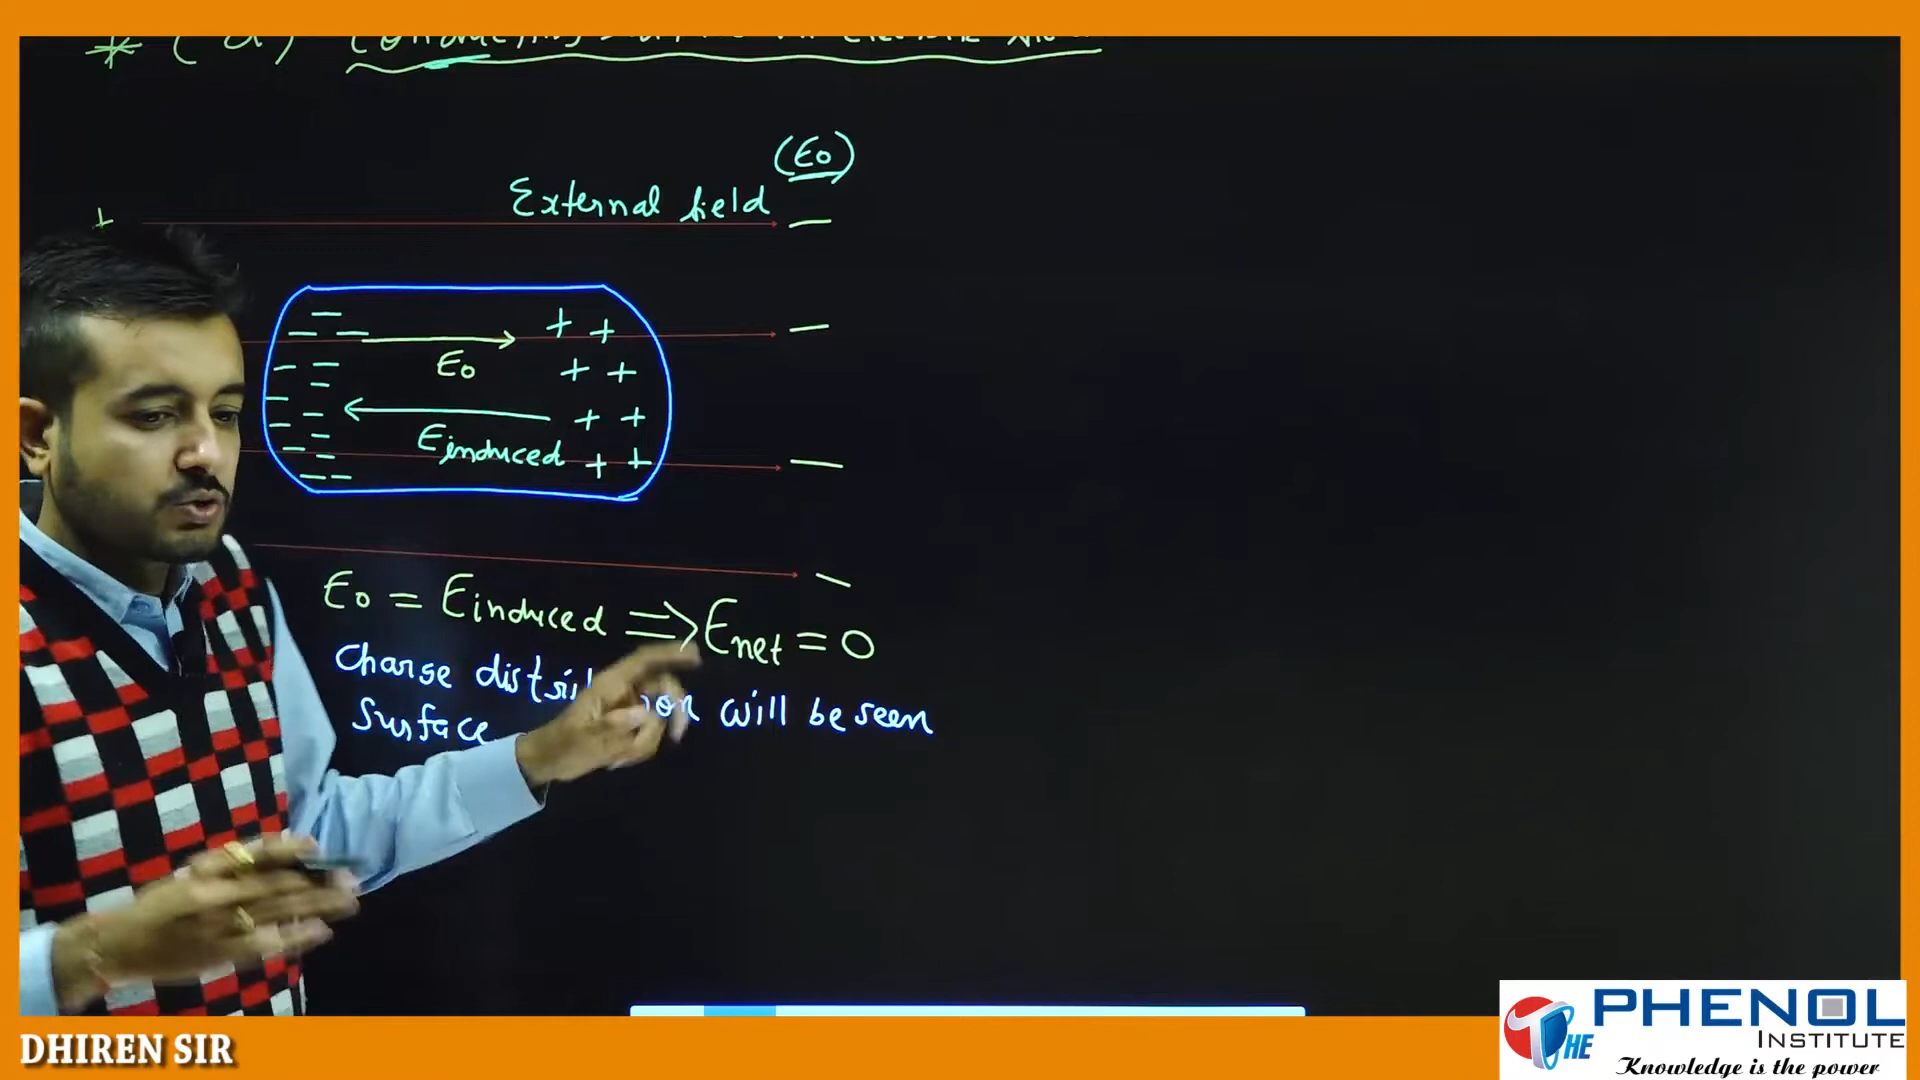 * (a)
(E0)
External field
+
E0
Einduced
E0 = Einduced ⇒ Enet = 0
Charge will be seen
Surface
DHIREN SIR
THE PHENOL
INSTITUTE
Knowledge is the power